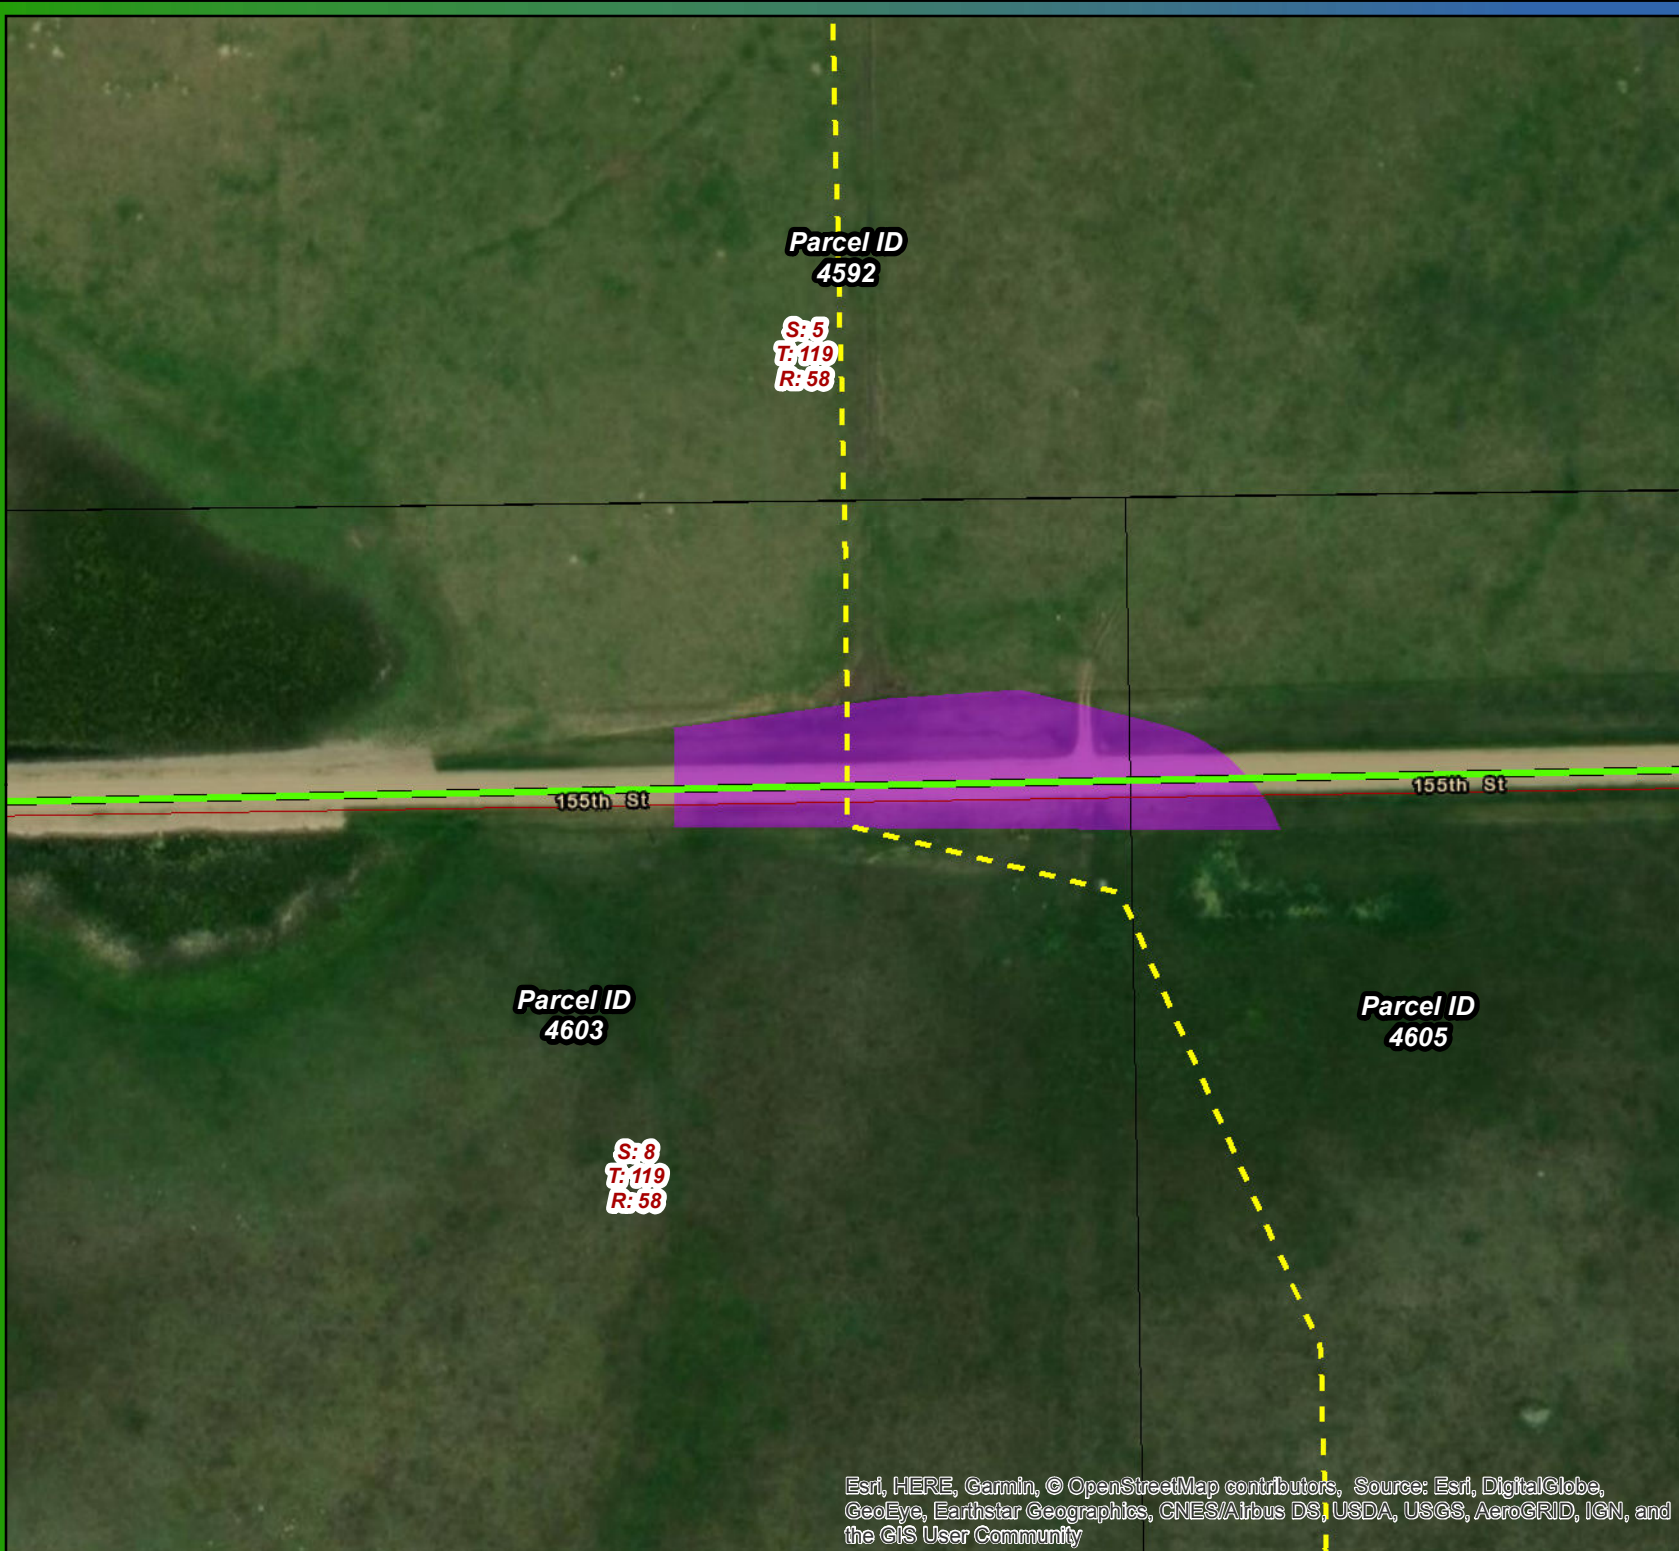 Parcel ID
4592
S: 5
T: 119
R: 58
155th St
155th St
Parcel ID
4603
Parcel ID
4605
S: 8
T: 119
R: 58
Esri, HERE, Garmin, © OpenStreetMap contributors, Source: Esri, DigitalGlobe,
GeoEye, Earthstar Geographics, CNES/Airbus DS, USDA, USGS, AeroGRID, IGN, and
the GIS User Community